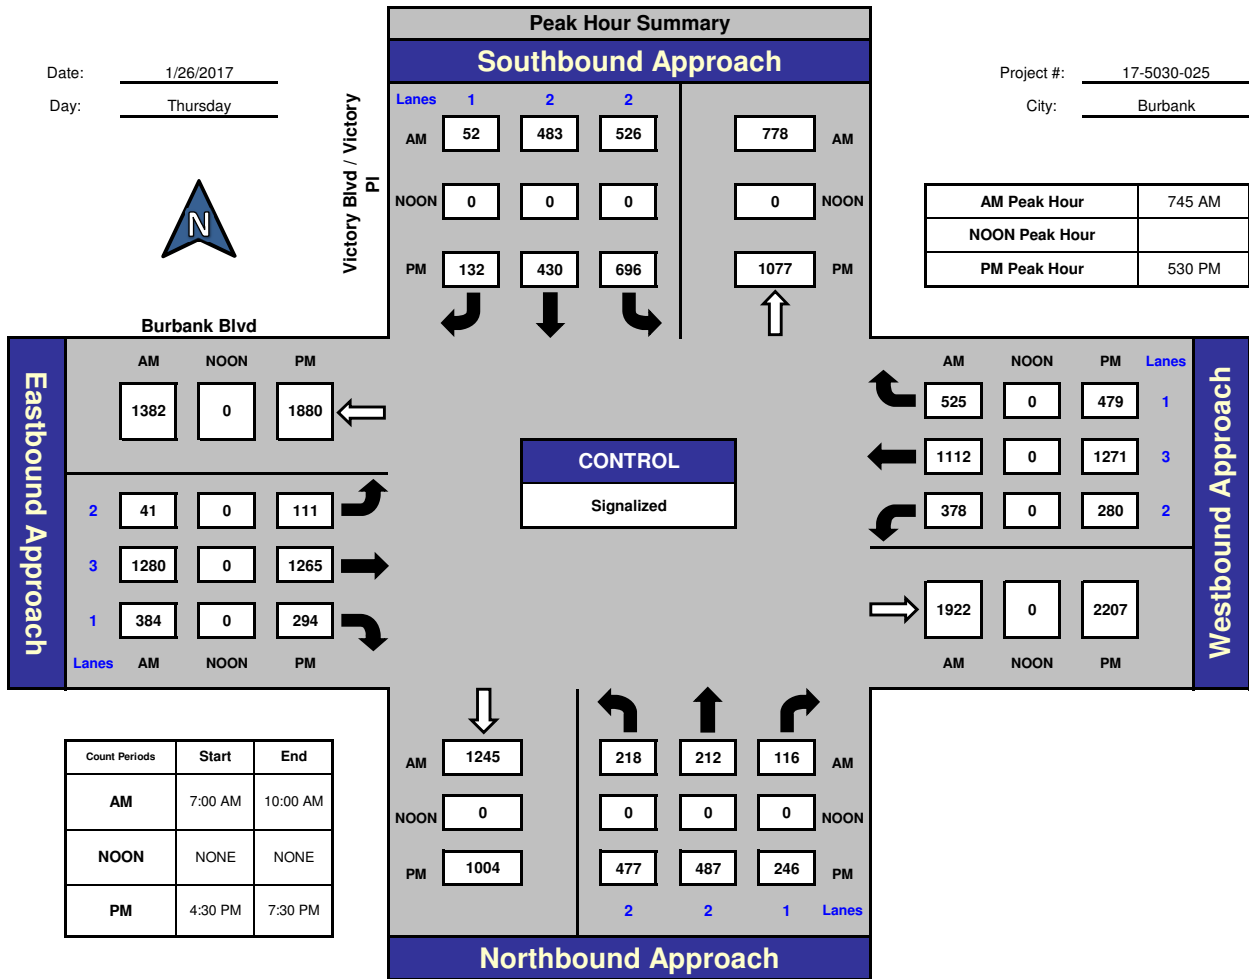 Peak Hour Summary
Southbound Approach
Date: 1/26/2017
Day: Thursday
Project #: 17-5030-025
City: Burbank
N
Victory Blvd / Victory
Pl
Lanes 1 2 2
AM 52 483 526 778 AM
NOON 0 0 0 0 NOON
PM 132 430 696 1077 PM
AM Peak Hour 745 AM
NOON Peak Hour
PM Peak Hour 530 PM
Burbank Blvd
Eastbound Approach
AM NOON PM
1382 0 1880
2 41 0 111
3 1280 0 1265
1 384 0 294
Lanes AM NOON PM
CONTROL
Signalized
AM NOON PM Lanes
525 0 479 1
1112 0 1271 3
378 0 280 2
1922 0 2207
AM NOON PM
Westbound Approach
Count Periods Start End
AM 7:00 AM 10:00 AM
NOON NONE NONE
PM 4:30 PM 7:30 PM
AM 1245 218 212 116 AM
NOON 0 0 0 0 NOON
PM 1004 477 487 246 PM
2 2 1 Lanes
Northbound Approach